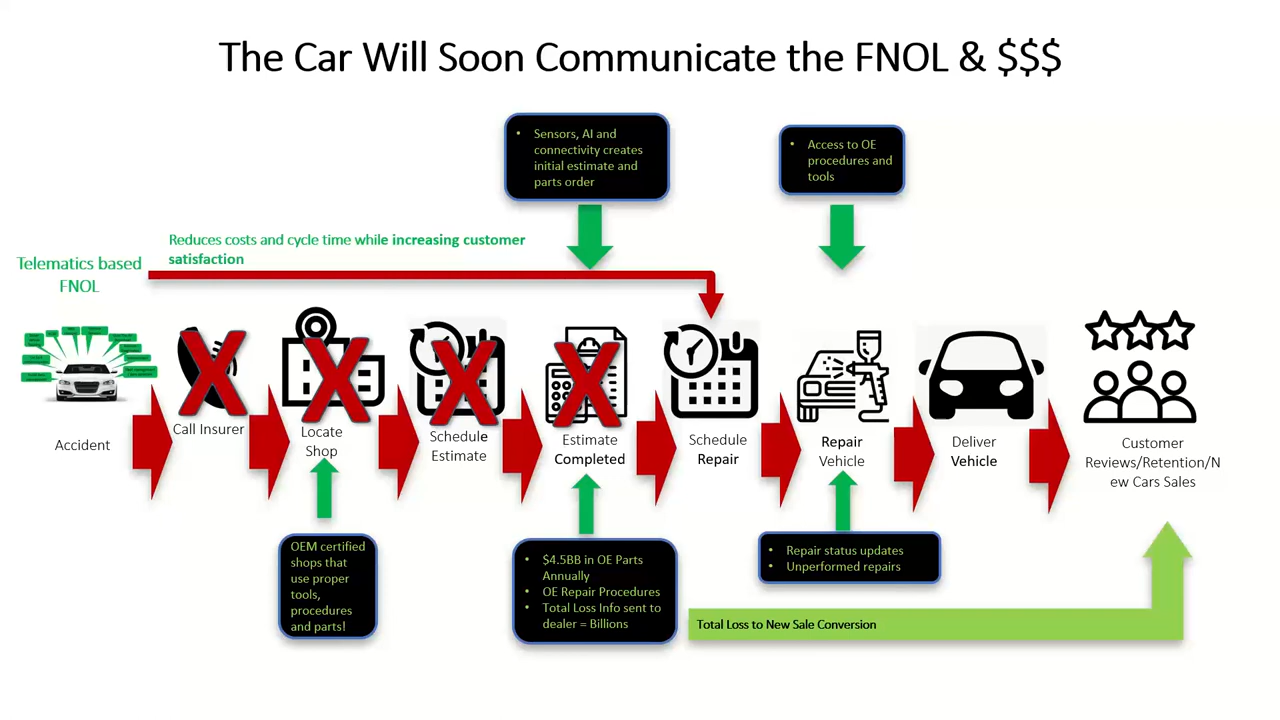 The Car Will Soon Communicate the FNOL & $$$
• Sensors, AI and
connectivity creates
initial estimate and
parts order
• Access to OE
procedures and
tools
Reduces costs and cycle time while increasing customer
satisfaction
Telematics based
FNOL
Accident
Call Insurer
Locate
Shop
Schedule
Estimate
Estimate
Completed
Schedule
Repair
Repair
Vehicle
Deliver
Vehicle
Customer
Reviews/Retention/N
ew Cars Sales
OEM certified
shops that
use proper
tools,
procedures
and parts!
• $4.5BB in OE Parts
Annually
• OE Repair Procedures
• Total Loss Info sent to
dealer = Billions
• Repair status updates
• Unperformed repairs
Total Loss to New Sale Conversion